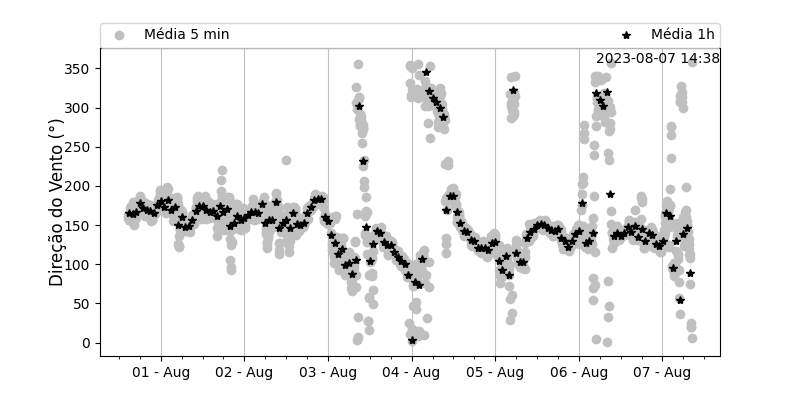 Média 5 min
Média 1h
2023-08-07 14:38
Direção do Vento (°)
350
300
250
200
150
100
50
0
01 - Aug
02 - Aug
03 - Aug
04 - Aug
05 - Aug
06 - Aug
07 - Aug